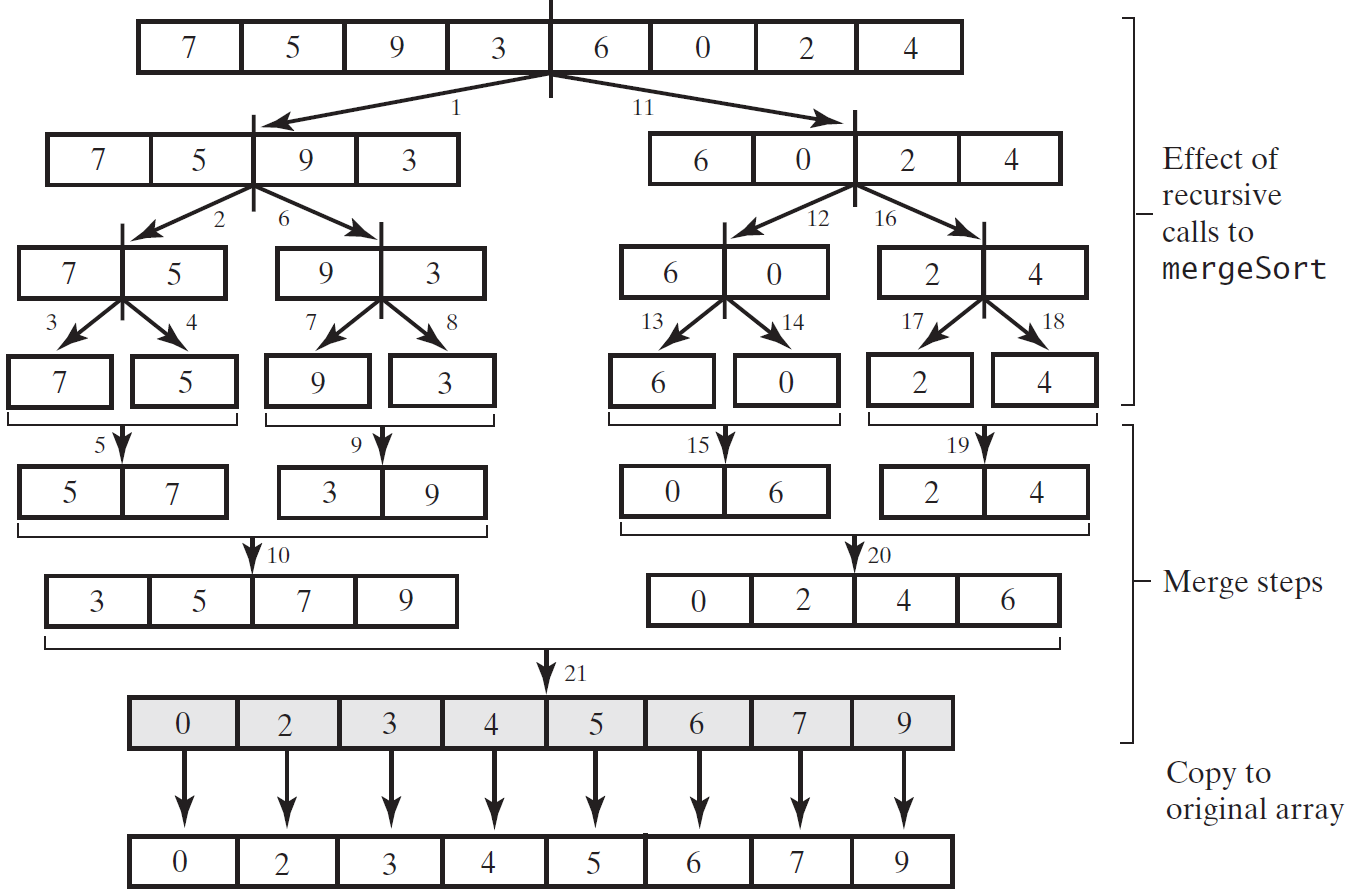 7 5 9 3 6 0 2 4
1 11
7 5 9 3 6 0 2 4
2 6 12 16
7 5 9 3 6 0 2 4
3 4 7 8 13 14 17 18
7 5 9 3 6 0 2 4
Effect of
recursive
calls to
mergeSort
5 9 15 19
5 7 3 9 0 6 2 4
10 20
3 5 7 9 0 2 4 6
21
Merge steps
0 2 3 4 5 6 7 9
Copy to
original array
0 2 3 4 5 6 7 9